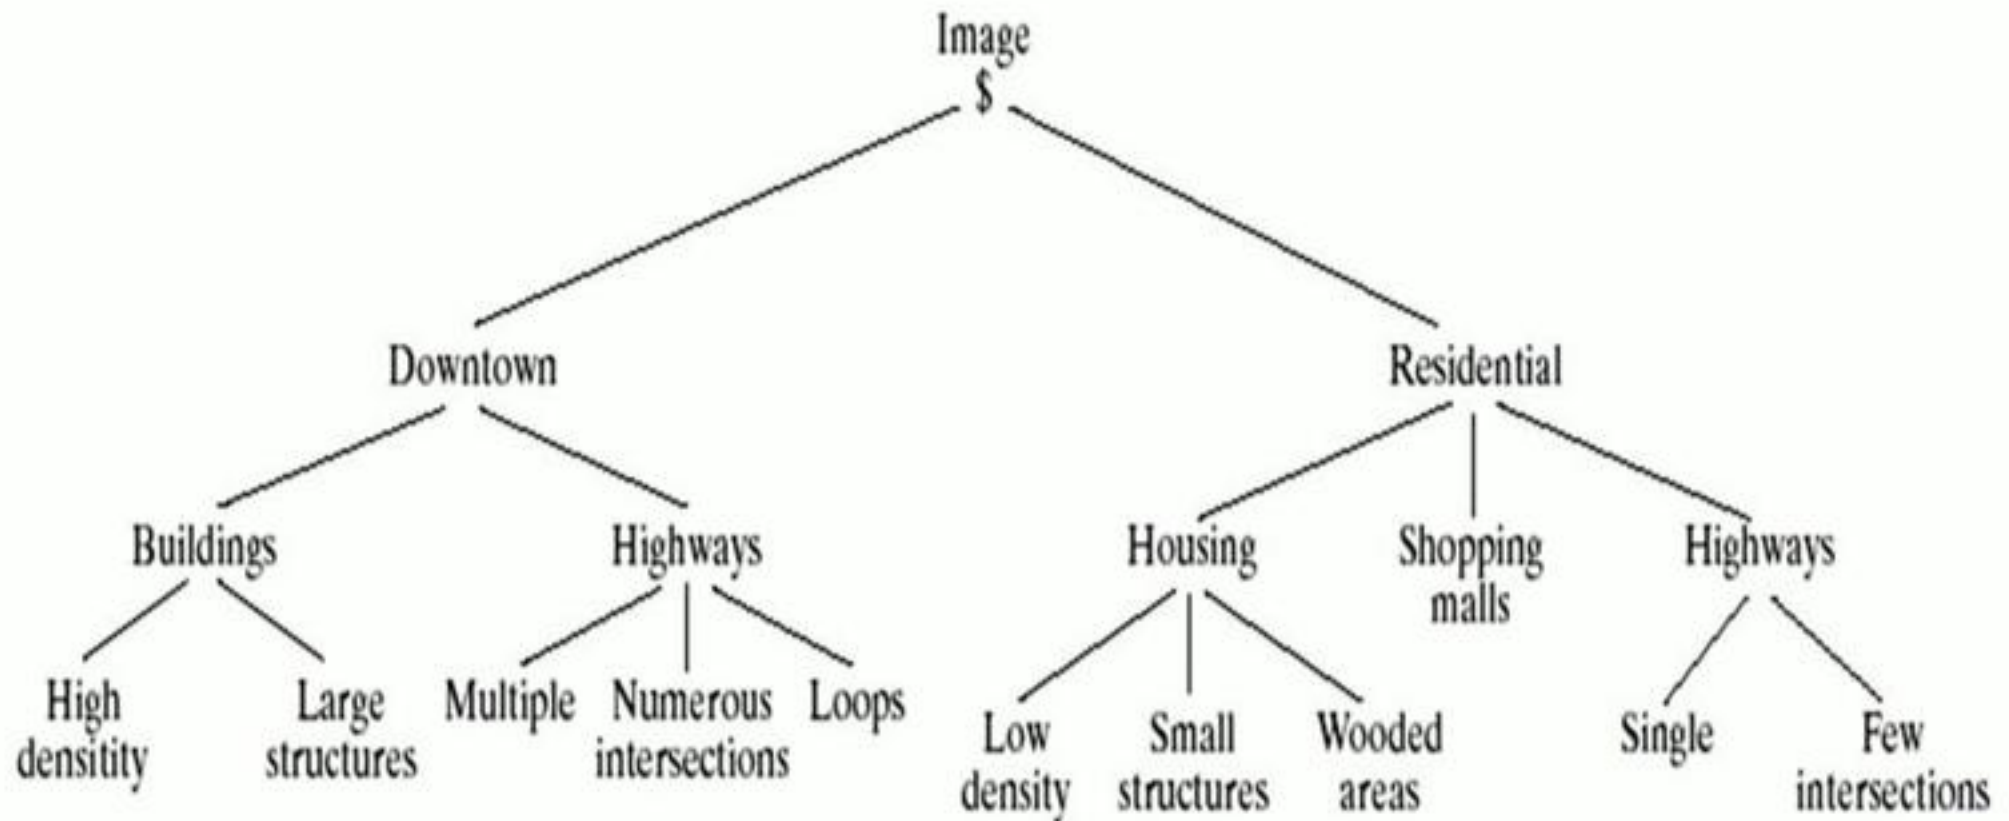 Image
$
Downtown
Residential
Buildings
Highways
Housing
Shopping
malls
Highways
High
densitity
Large
structures
Multiple
Numerous
intersections
Loops
Low
density
Small
structures
Wooded
areas
Single
Few
intersections